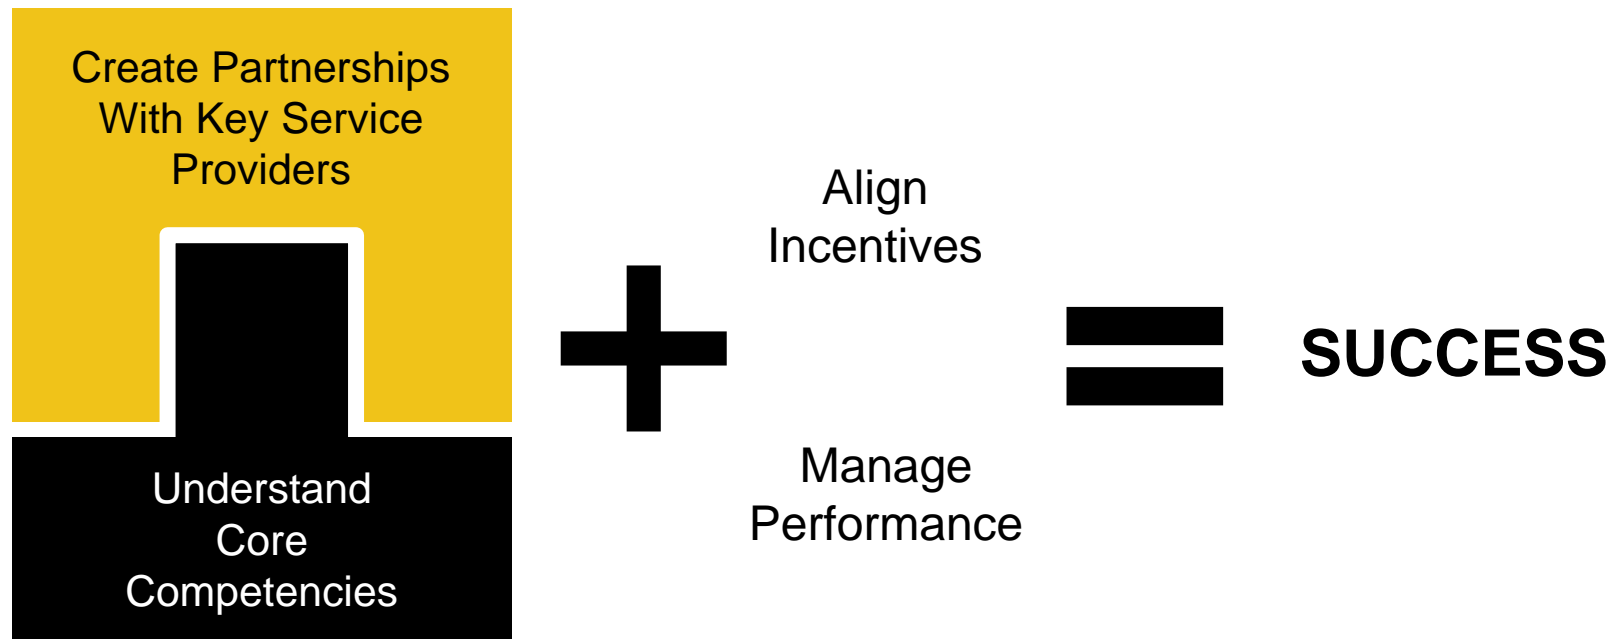 Create Partnerships
With Key Service
Providers
Understand
Core
Competencies
Align
Incentives
Manage
Performance
SUCCESS